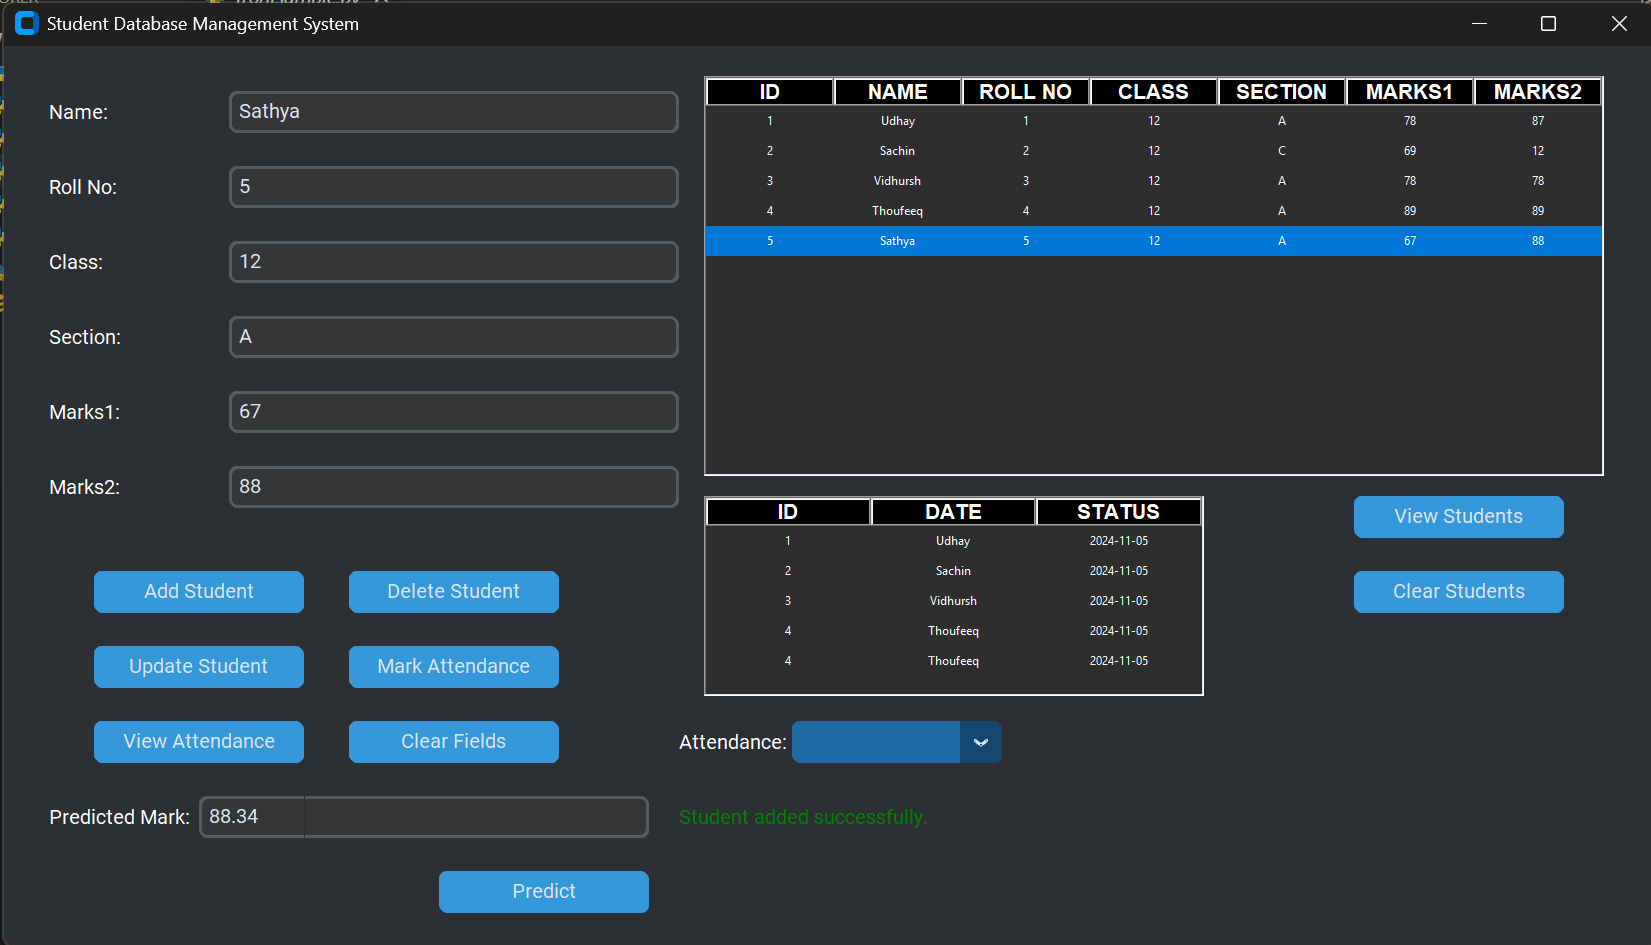 Student Database Management System
Name: Sathya
Roll No: 5
Class: 12
Section: A
Marks1: 67
Marks2: 88
Add Student Delete Student
Update Student Mark Attendance
View Attendance Clear Fields
Predicted Mark: 88.34
Predict
ID NAME ROLL NO CLASS SECTION MARKS1 MARKS2
1 Udhay 1 12 A 78 87
2 Sachin 2 12 C 69 12
3 Vidhursh 3 12 A 78 78
4 Thoufeeq 4 12 A 89 89
5 Sathya 5 12 A 67 88
ID DATE STATUS
1 Udhay 2024-11-05
2 Sachin 2024-11-05
3 Vidhursh 2024-11-05
4 Thoufeeq 2024-11-05
4 Thoufeeq 2024-11-05
View Students
Clear Students
Attendance:
Student added successfully.